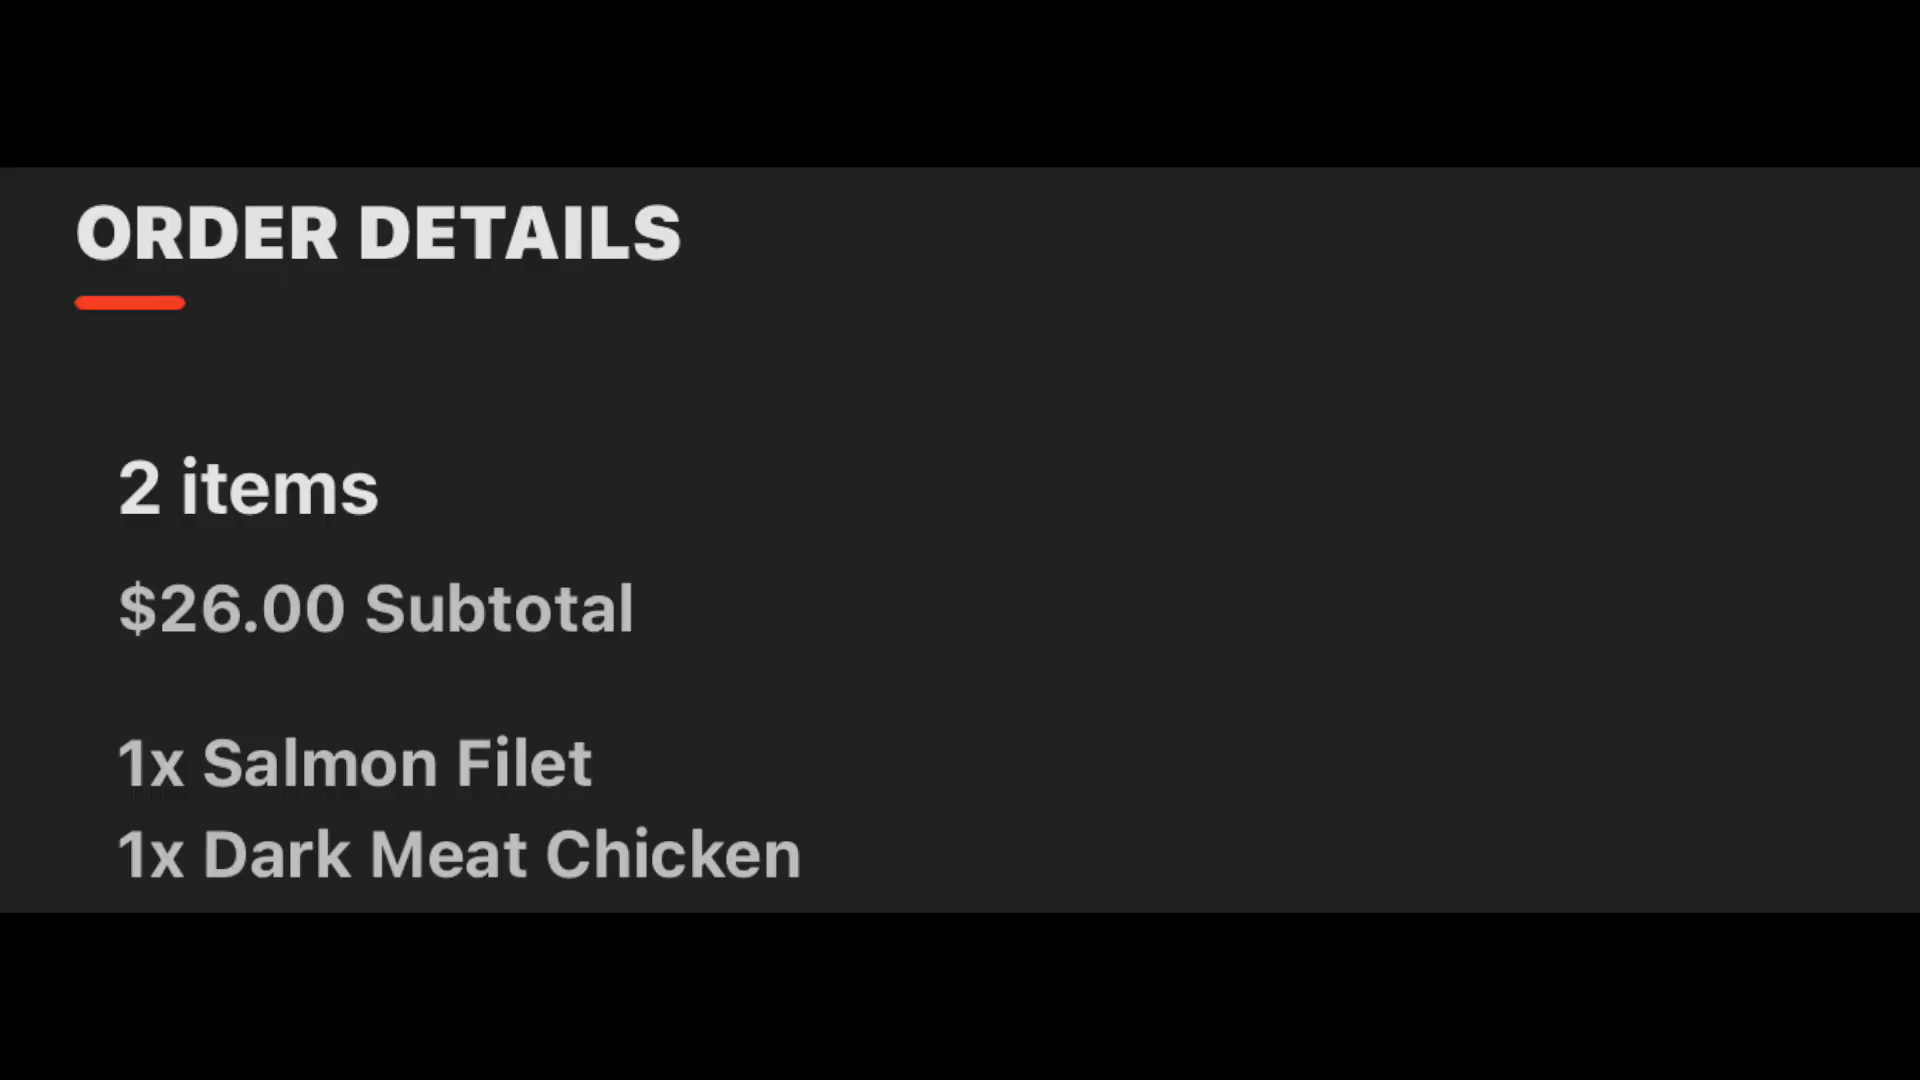 ORDER DETAILS
2 items
$26.00 Subtotal
1x Salmon Filet
1x Dark Meat Chicken